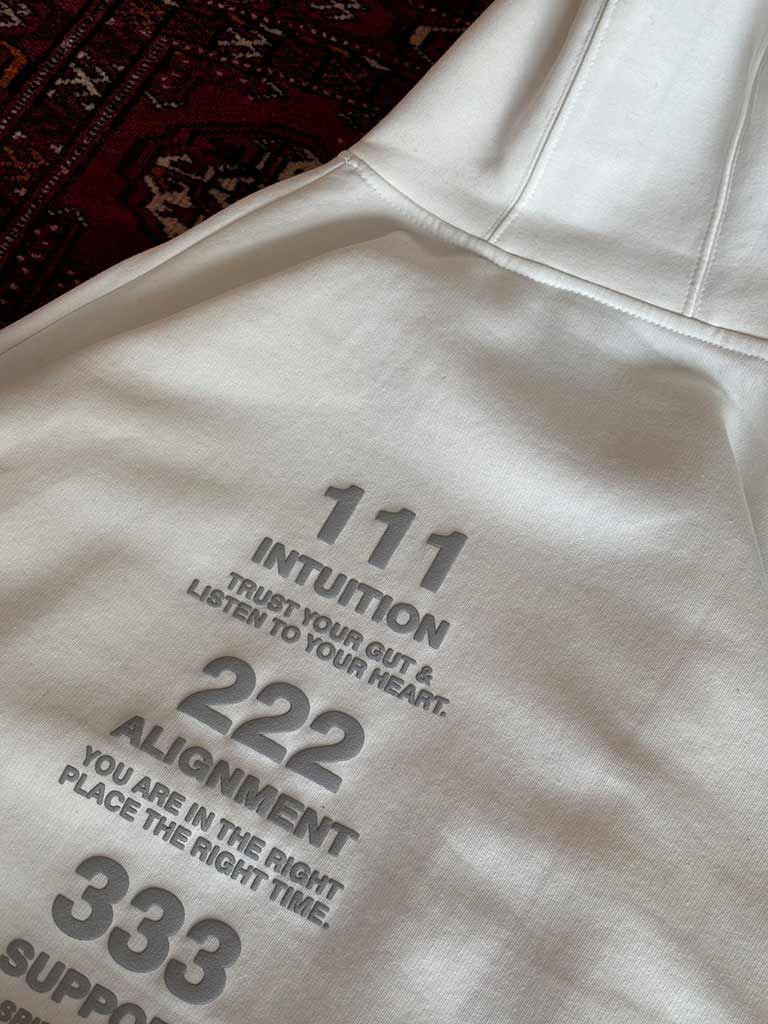 111
INTUITION
TRUST YOUR GUT &
LISTEN TO YOUR HEART.
222
ALIGNMENT
YOU ARE IN THE RIGHT
PLACE THE RIGHT TIME.
333